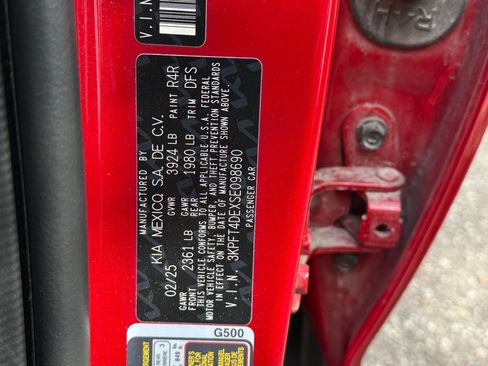 V.I.N
MANUFACTURED BY
KIA MEXICO S.A. DE C.V.
02/25 GVWR 3924 LB PAINT R4R
GAWR FRONT 2361 LB GAWR REAR 1980 LB TRIM DFS
THIS VEHICLE CONFORMS TO ALL APPLICABLE U.S.A. FEDERAL
MOTOR VEHICLE SAFETY, BUMPER, AND THEFT PREVENTION STANDARDS
IN EFFECT ON THE DATE OF MANUFACTURE SHOWN ABOVE.
V.I.N. 3KPFT4DEXSE098690
PASSENGER CAR
G500
R.H